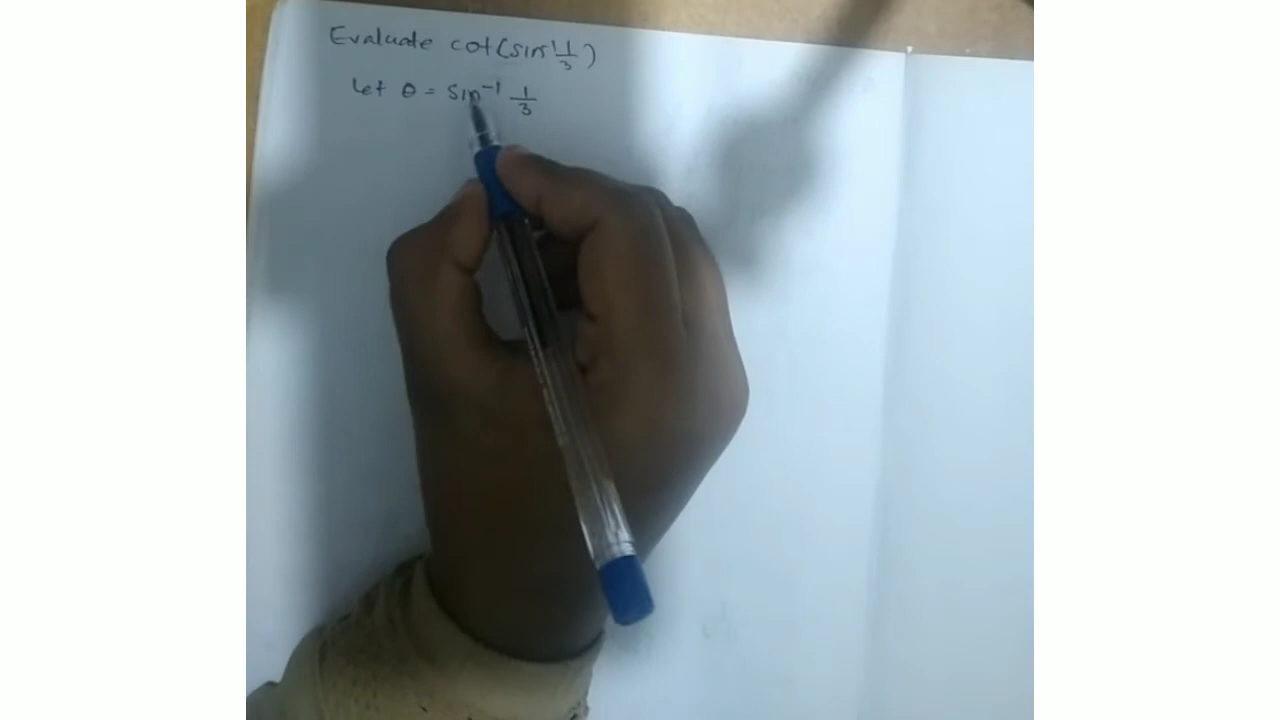 Evaluate cot(sin⁻¹ 1/3)
Let θ = sin⁻¹ 1/3